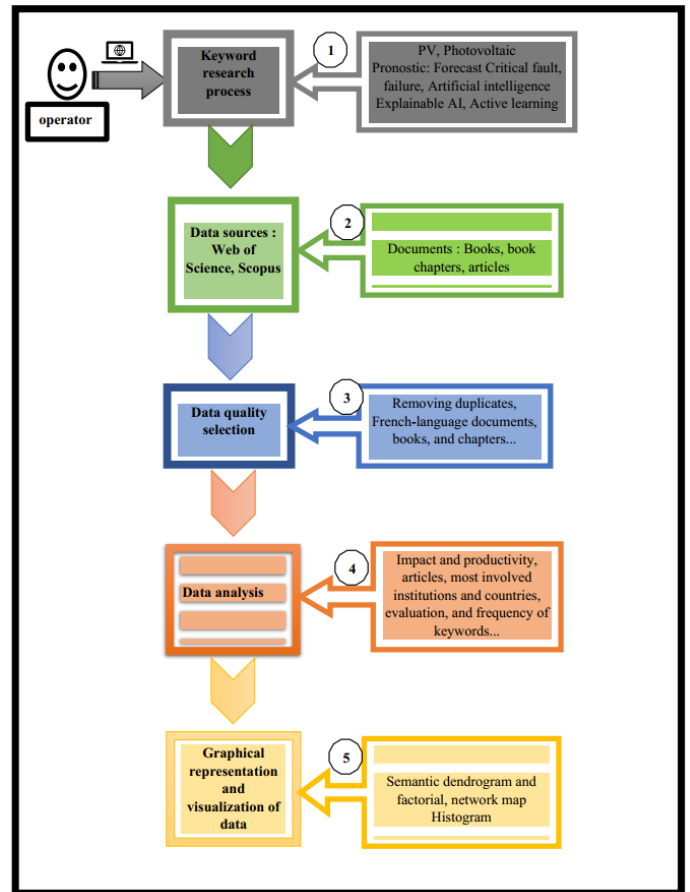 operator
Keyword
research
process
1
PV, Photovoltaic
Pronostic: Forecast Critical fault,
failure, Artificial intelligence
Explainable AI, Active learning
Data sources :
Web of
Science, Scopus
2
Documents : Books, book
chapters, articles
Data quality
selection
3
Removing duplicates,
French-language documents,
books, and chapters...
Data analysis
4
Impact and productivity,
articles, most involved
institutions and countries,
evaluation, and frequency of
keywords...
Graphical
representation
and
visualization of
data
5
Semantic dendrogram and
factorial, network map
Histogram